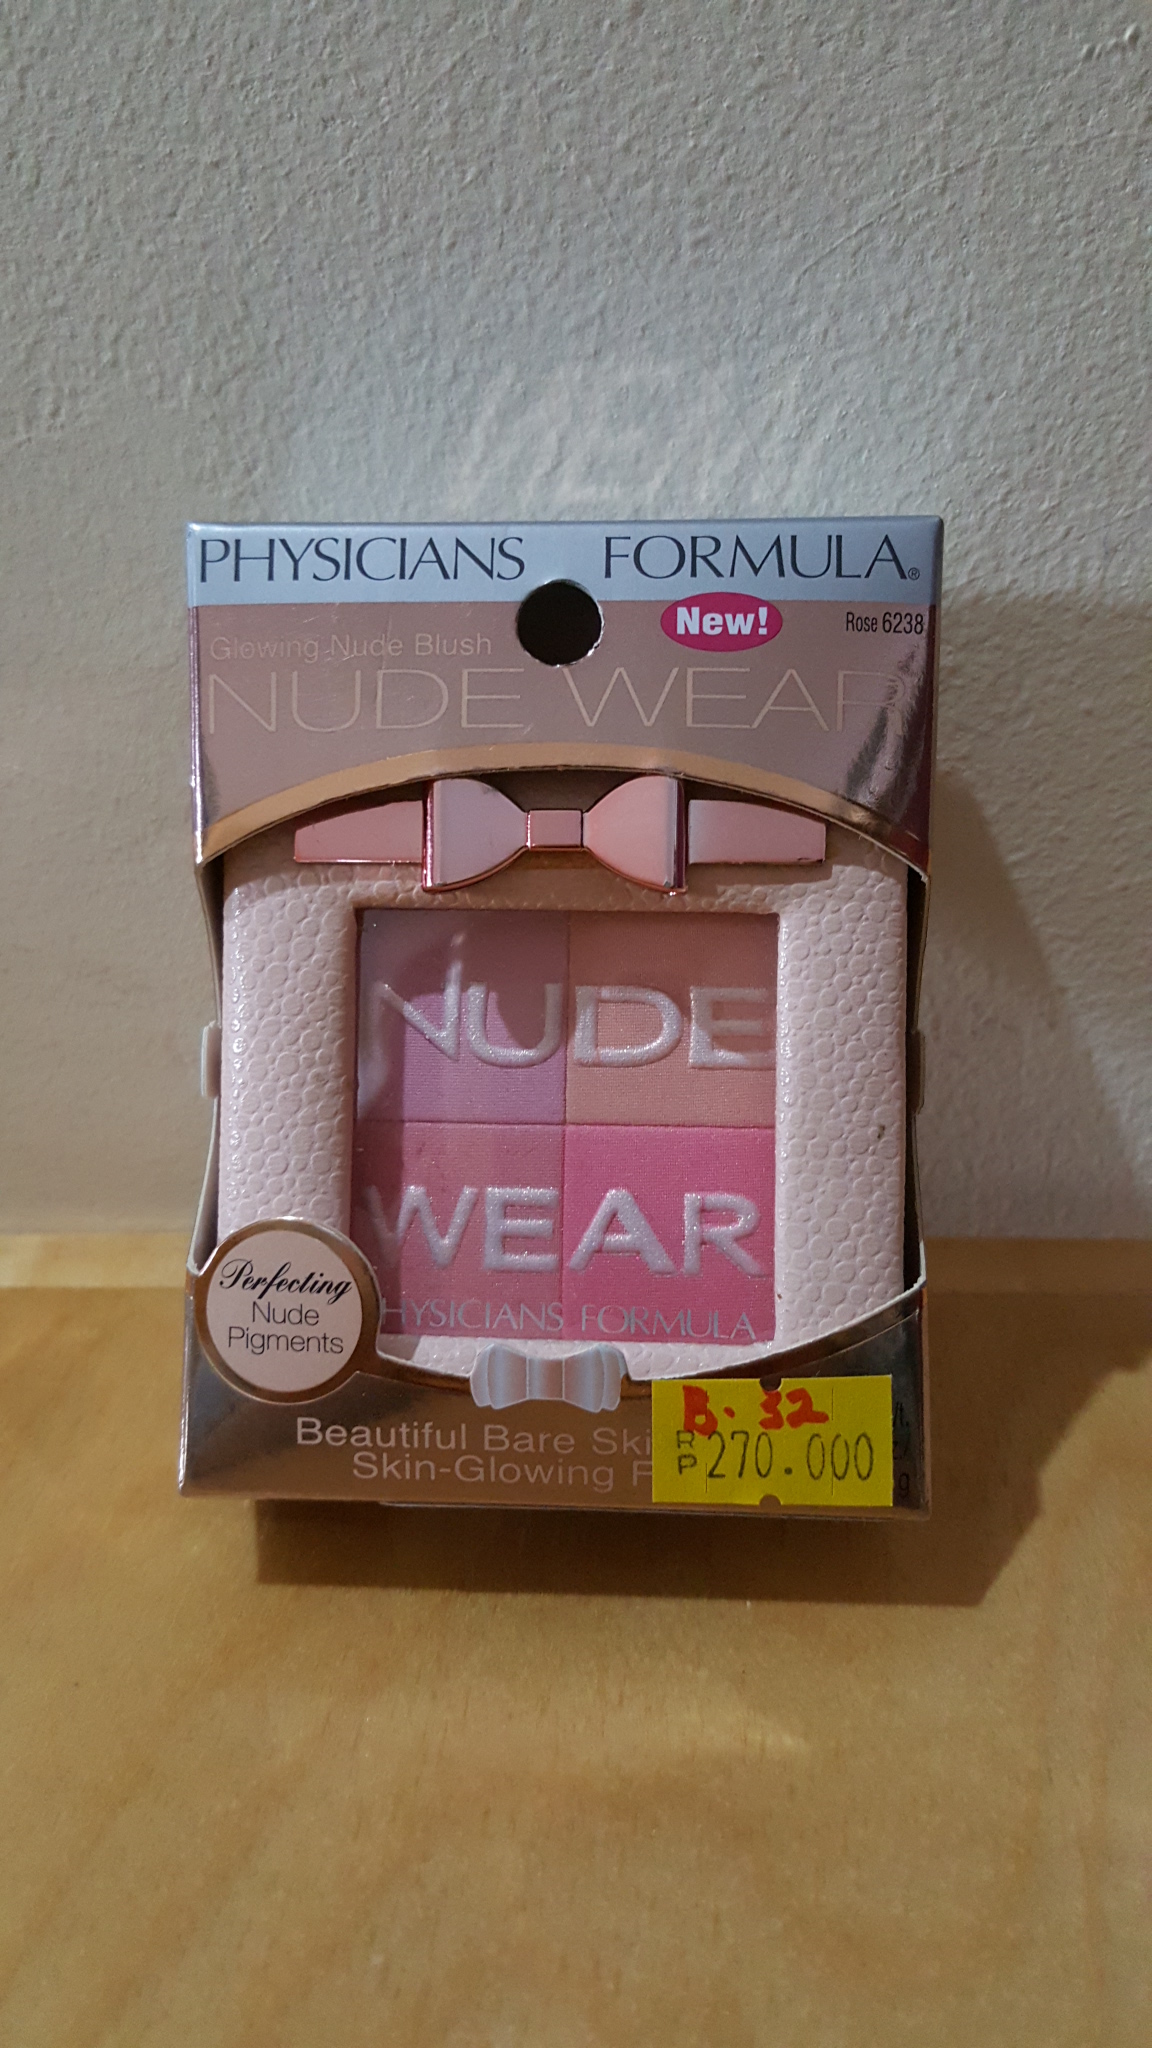 PHYSICIANS FORMULA®
New!
Rose 6238
Glowing Nude Blush
NUDE WEAR
NUDE
WEAR
PHYSICIANS FORMULA
Perfecting
Nude
Pigments
Beautiful Bare
Skin-Glowing
B. 32
RP 270.000